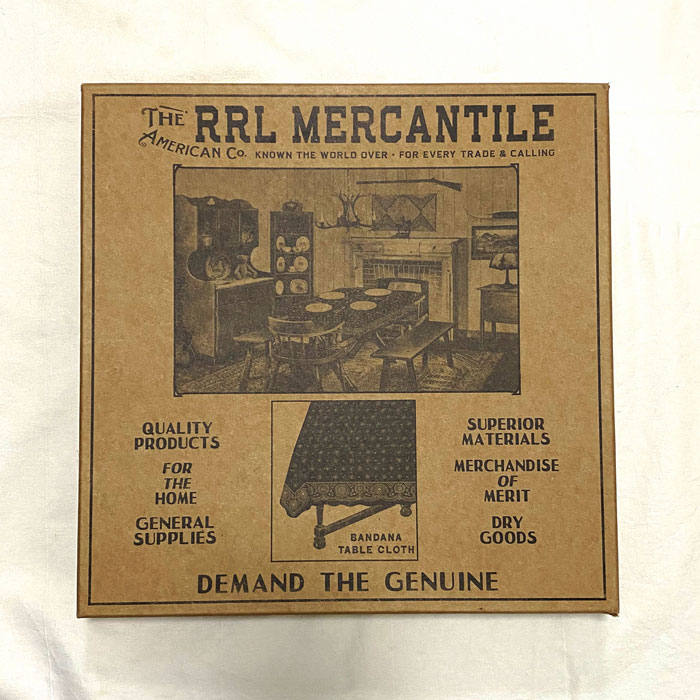 THE RRL MERCANTILE
AMERICAN CO. KNOWN THE WORLD OVER • FOR EVERY TRADE & CALLING
QUALITY
PRODUCTS
FOR
THE
HOME
GENERAL
SUPPLIES
BANDANA
TABLE CLOTH
SUPERIOR
MATERIALS
MERCHANDISE
OF
MERIT
DRY
GOODS
DEMAND THE GENUINE